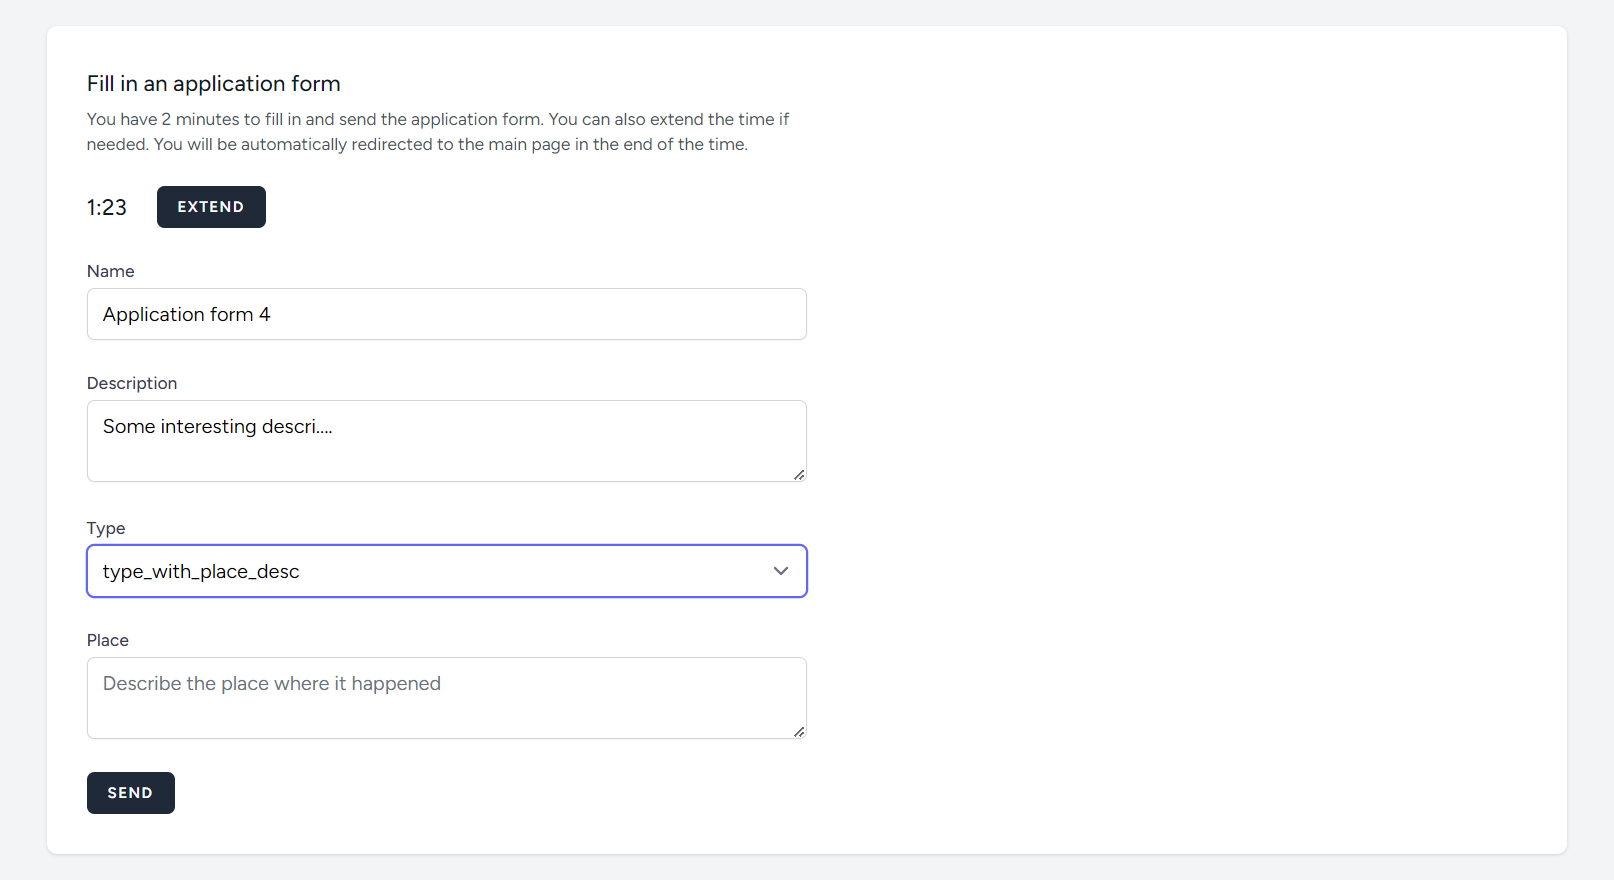 Fill in an application form
You have 2 minutes to fill in and send the application form. You can also extend the time if
needed. You will be automatically redirected to the main page in the end of the time.
1:23
EXTEND
Name
Application form 4
Description
Some interesting descri....
Type
type_with_place_desc
Place
Describe the place where it happened
SEND